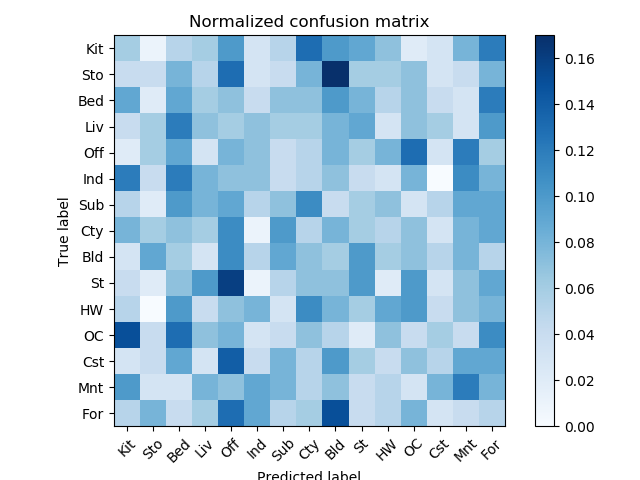 Normalized confusion matrix
True label
Kit
Sto
Bed
Liv
Off
Ind
Sub
Cty
Bld
St
HW
OC
Cst
Mnt
For
Kit Sto Bed Liv Off Ind Sub Cty Bld St HW OC Cst Mnt For
Predicted label
0.16
0.14
0.12
0.10
0.08
0.06
0.04
0.02
0.00